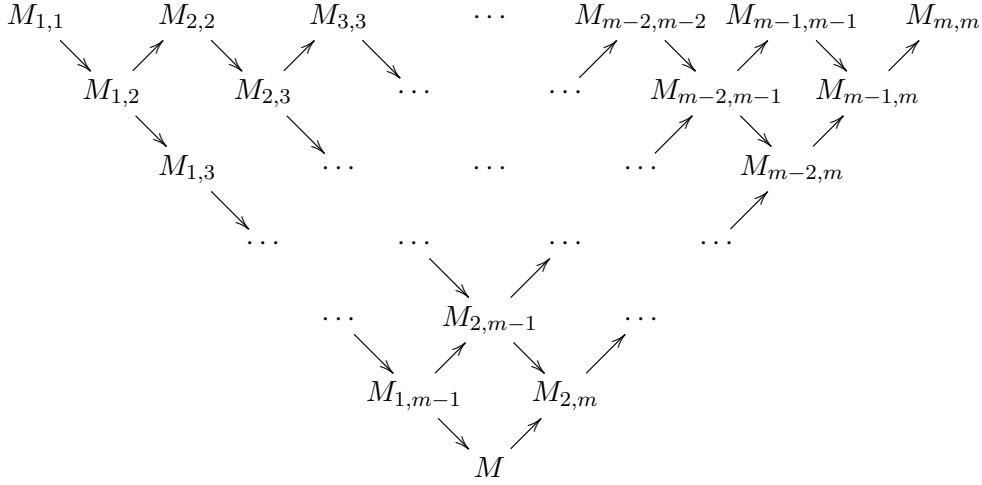 M_{1,1} M_{2,2} M_{3,3} ⋯ M_{m−2,m−2} M_{m−1,m−1} M_{m,m}
M_{1,2} M_{2,3} ⋯ ⋯ M_{m−2,m−1} M_{m−1,m}
M_{1,3} ⋯ ⋯ ⋯ M_{m−2,m}
⋯ ⋯ ⋯ ⋯
⋯ M_{2,m−1} ⋯
M_{1,m−1} M_{2,m}
M